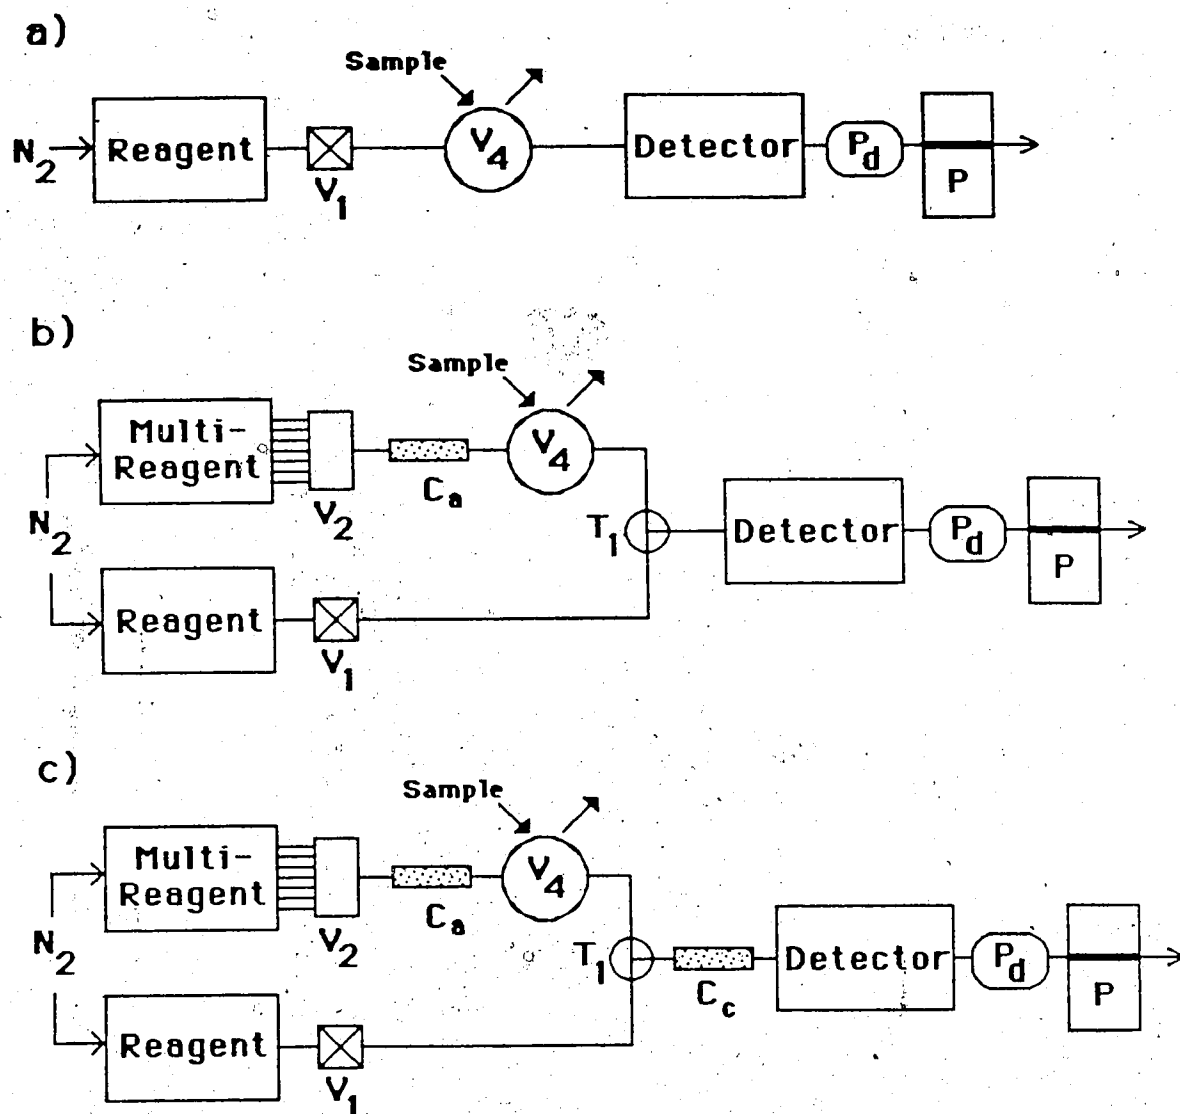 a)
Sample
N2
Reagent
V1
V4
Detector
Pd
P
b)
Sample
Multi-
Reagent
V2
Ca
V4
N2
T1
Detector
Pd
P
Reagent
V1
c)
Sample
Multi-
Reagent
V2
Ca
V4
N2
T1
Cc
Detector
Pd
P
Reagent
V1